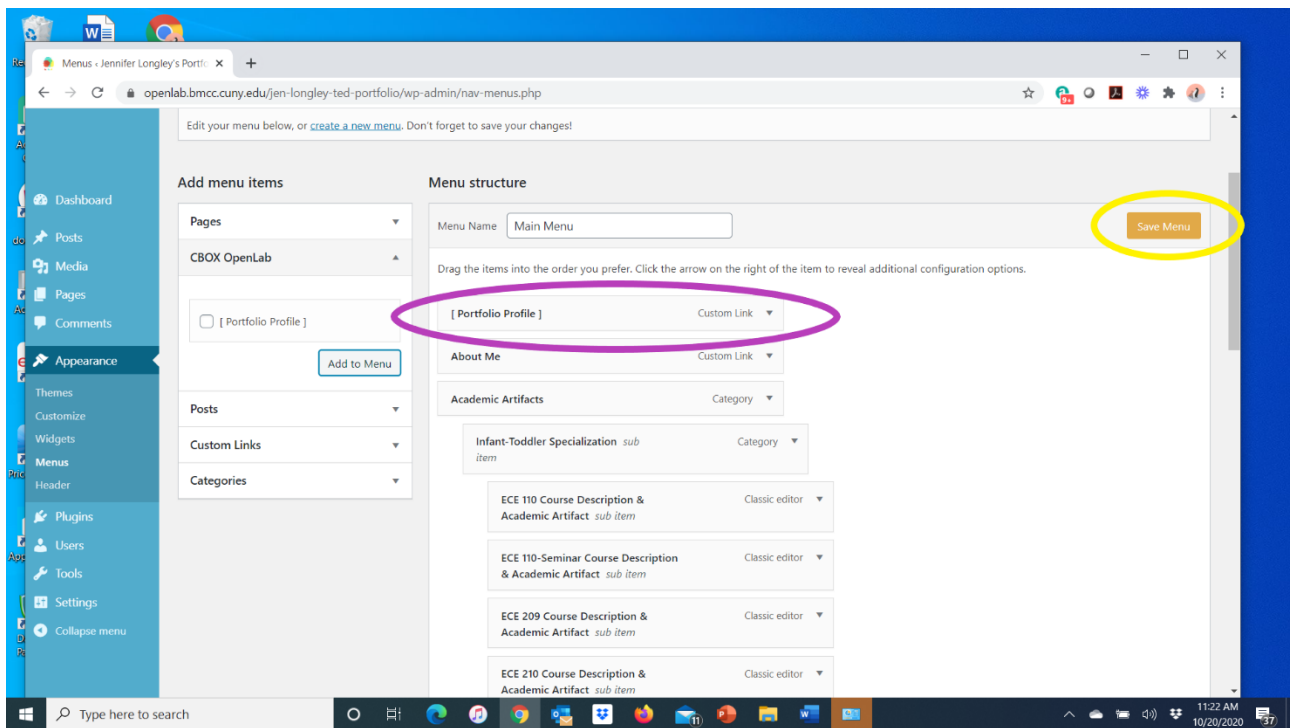 Menus ‹ Jennifer Longley's Portfo
openlab.bmcc.cuny.edu/jen-longley-ted-portfolio/wp-admin/nav-menus.php
Edit your menu below, or create a new menu. Don't forget to save your changes!
Dashboard
Posts
Media
Pages
Comments
Appearance
Themes
Customize
Widgets
Menus
Header
Plugins
Users
Tools
Settings
Collapse menu
Add menu items
Pages
CBOX OpenLab
[ Portfolio Profile ]
Add to Menu
Posts
Custom Links
Categories
Menu structure
Menu Name Main Menu
Save Menu
Drag the items into the order you prefer. Click the arrow on the right of the item to reveal additional configuration options.
[ Portfolio Profile ] Custom Link
About Me Custom Link
Academic Artifacts Category
Infant-Toddler Specialization sub Category
item
ECE 110 Course Description & Classic editor
Academic Artifact sub item
ECE 110-Seminar Course Description Classic editor
& Academic Artifact sub item
ECE 209 Course Description & Classic editor
Academic Artifact sub item
ECE 210 Course Description & Classic editor
Academic Artifact sub item
Type here to search
11:22 AM
10/20/2020